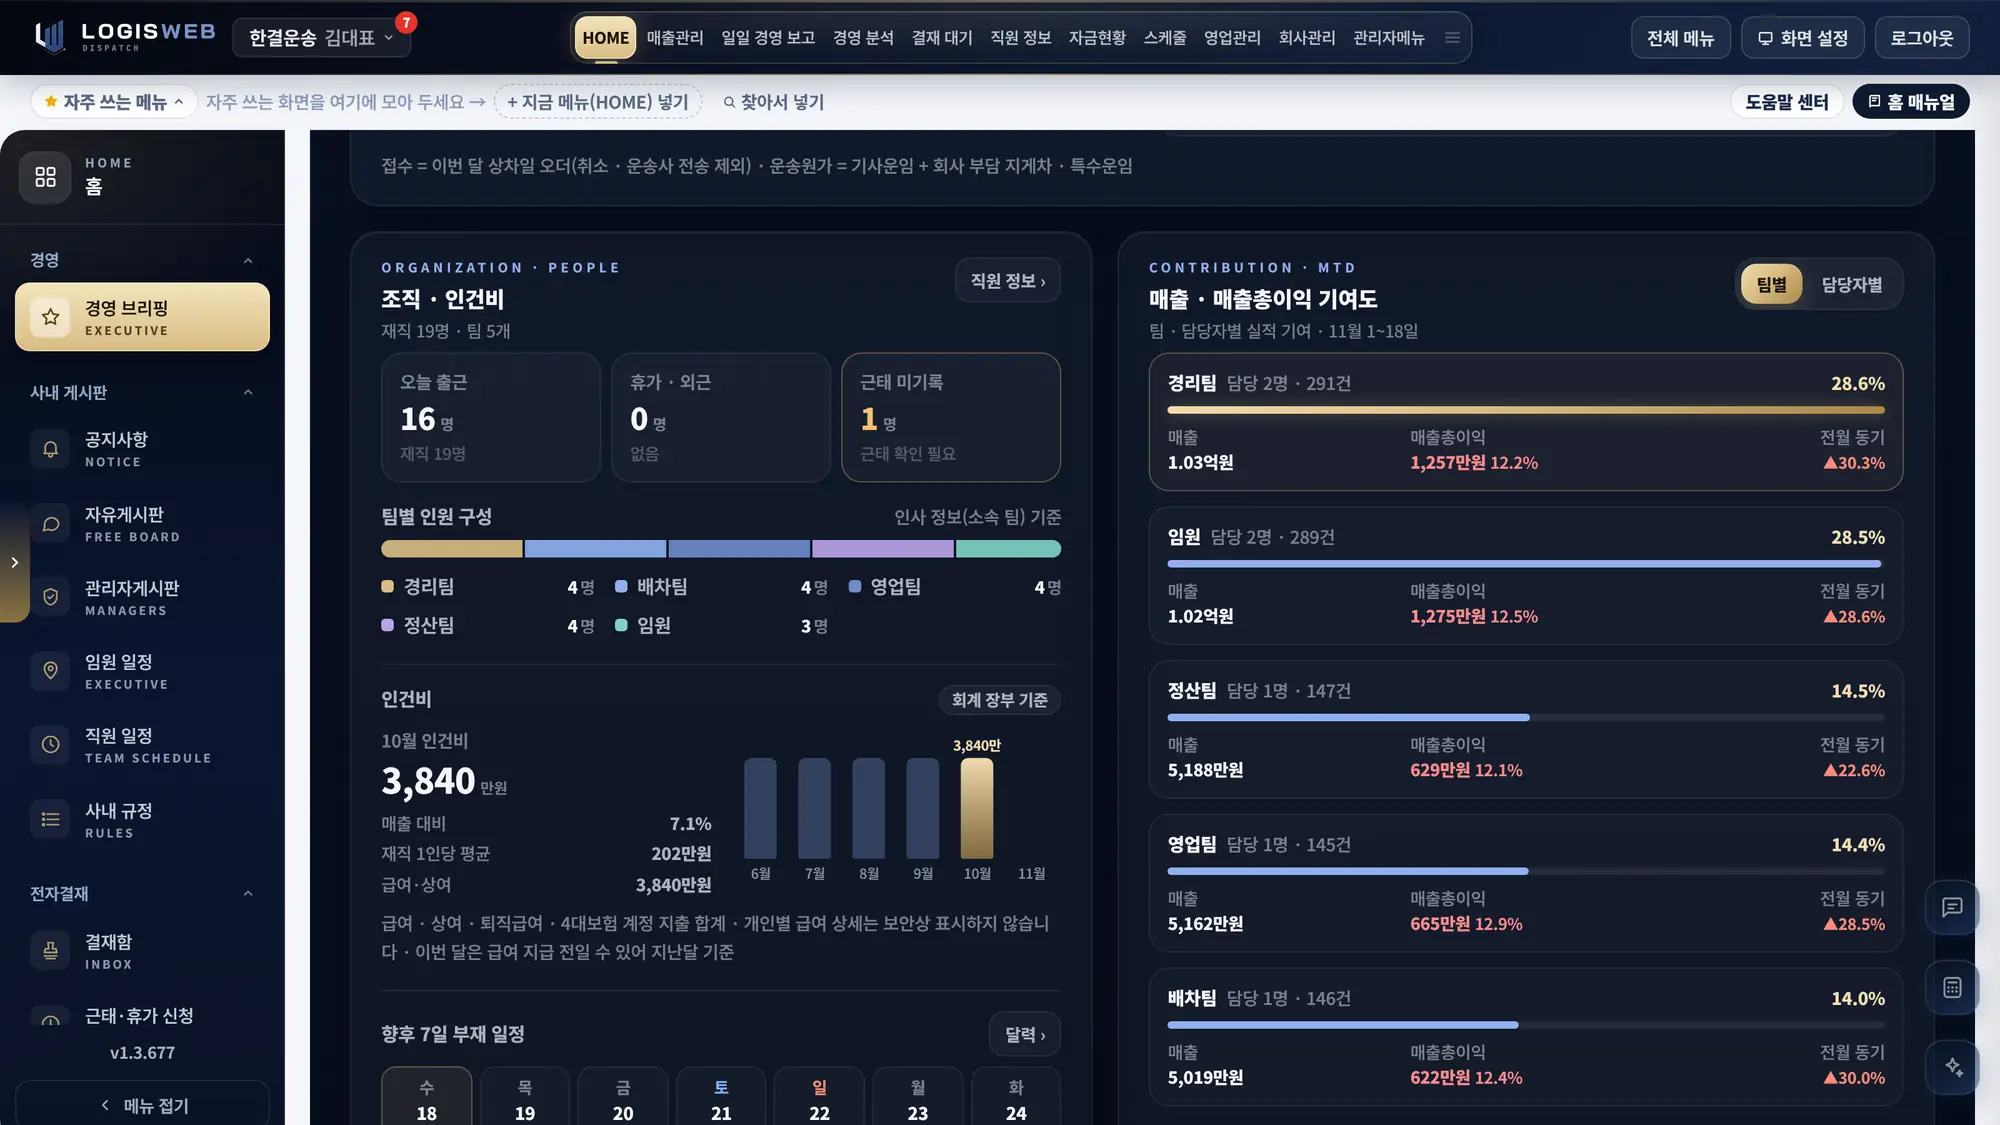 LOGISWEB
DISPATCH
한결운송 김대표
7
HOME 매출관리 일일 경영 보고 경영 분석 결재 대기 직원 정보 자금현황 스케줄 영업관리 회사관리 관리자메뉴
전체 메뉴 화면 설정 로그아웃
자주 쓰는 메뉴 자주 쓰는 화면을 여기에 모아 두세요 → + 지금 메뉴(HOME) 넣기 찾아서 넣기
도움말 센터 홈 매뉴얼
HOME
홈
경영
경영 브리핑
EXECUTIVE
사내 게시판
공지사항
NOTICE
자유게시판
FREE BOARD
관리자게시판
MANAGERS
임원 일정
EXECUTIVE
직원 일정
TEAM SCHEDULE
사내 규정
RULES
전자결재
결재함
INBOX
근태·휴가 신청
v1.3.677
메뉴 접기
접수 = 이번 달 상차일 오더(취소 · 운송사 전송 제외) · 운송원가 = 기사운임 + 회사 부담 지게차 · 특수운임
ORGANIZATION · PEOPLE
조직 · 인건비
재직 19명 · 팀 5개
직원 정보 ›
오늘 출근
16 명
재직 19명
휴가 · 외근
0 명
없음
근태 미기록
1 명
근태 확인 필요
팀별 인원 구성
인사 정보(소속 팀) 기준
경리팀 4명 배차팀 4명 영업팀 4명
정산팀 4명 임원 3명
인건비
회계 장부 기준
10월 인건비
3,840 만원
매출 대비 7.1%
재직 1인당 평균 202만원
급여·상여 3,840만원
3,840만
6월 7월 8월 9월 10월 11월
급여 · 상여 · 퇴직급여 · 4대보험 계정 지출 합계 · 개인별 급여 상세는 보안상 표시하지 않습니
다 · 이번 달은 급여 지급 전일 수 있어 지난달 기준
향후 7일 부재 일정
달력 ›
수 목 금 토 일 월 화
18 19 20 21 22 23 24
CONTRIBUTION · MTD
매출 · 매출총이익 기여도
팀 · 담당자별 실적 기여 · 11월 1~18일
팀별 담당자별
경리팀 담당 2명 · 291건 28.6%
매출 매출총이익 전월 동기
1.03억원 1,257만원 12.2% ▲30.3%
임원 담당 2명 · 289건 28.5%
매출 매출총이익 전월 동기
1.02억원 1,275만원 12.5% ▲28.6%
정산팀 담당 1명 · 147건 14.5%
매출 매출총이익 전월 동기
5,188만원 629만원 12.1% ▲22.6%
영업팀 담당 1명 · 145건 14.4%
매출 매출총이익 전월 동기
5,162만원 665만원 12.9% ▲28.5%
배차팀 담당 1명 · 146건 14.0%
매출 매출총이익 전월 동기
5,019만원 622만원 12.4% ▲30.0%